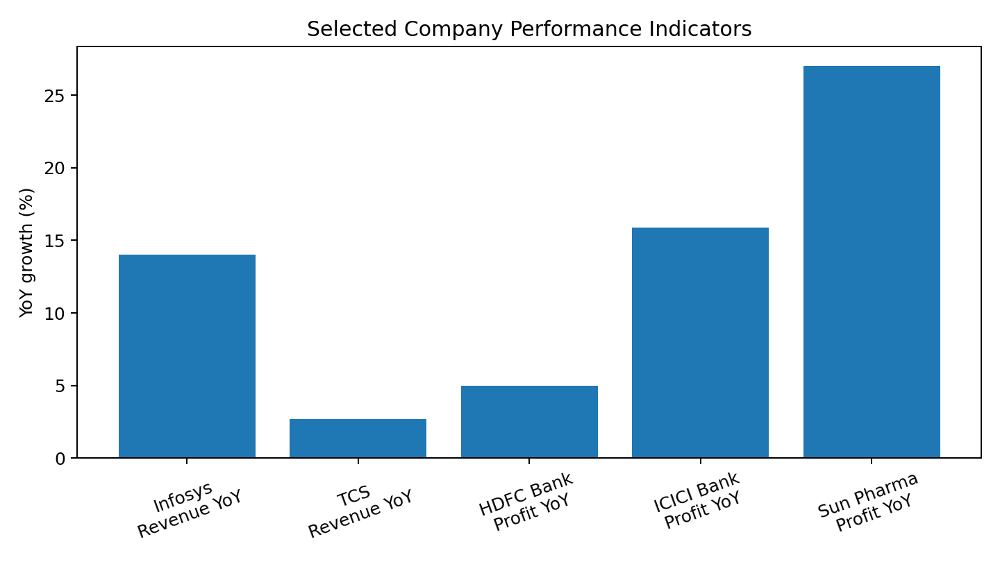 Selected Company Performance Indicators
YoY growth (%)
25
20
15
10
5
0
Infosys
Revenue YoY
TCS
Revenue YoY
HDFC Bank
Profit YoY
ICICI Bank
Profit YoY
Sun Pharma
Profit YoY